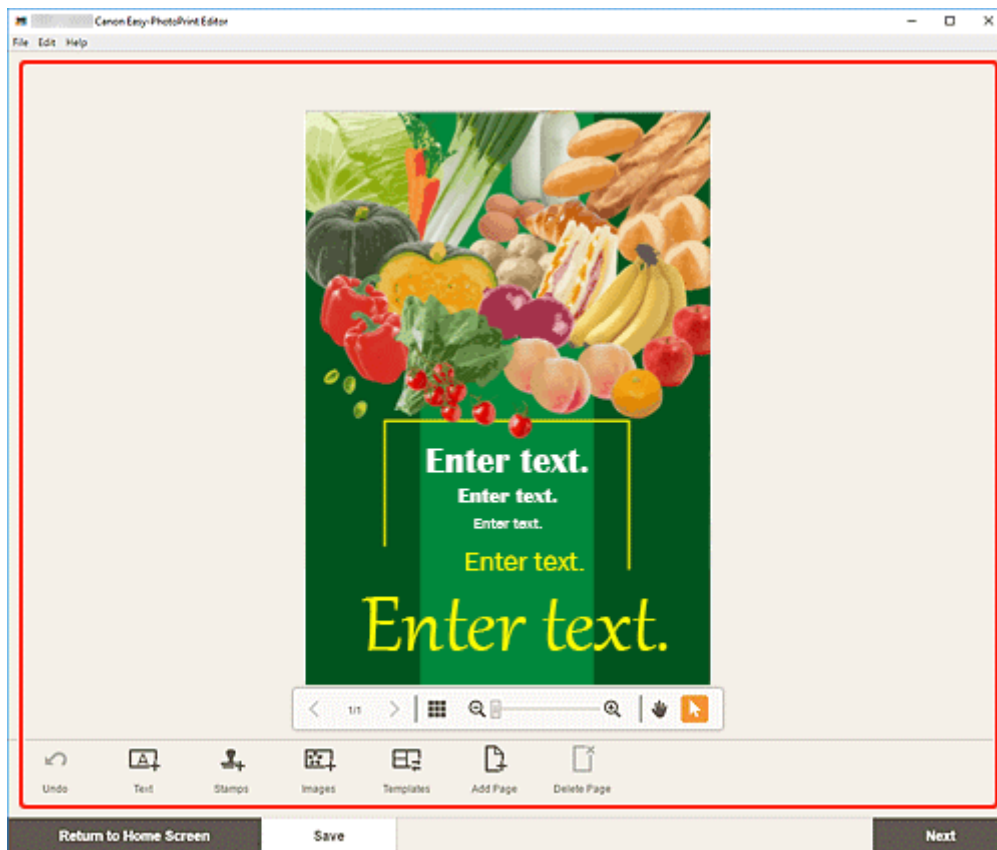 Canon Easy-PhotoPrint Editor
File Edit Help
Enter text.
Enter text.
Enter text.
Enter text.
Enter text.
1/1
Undo Text Stamps Images Templates Add Page Delete Page
Return to Home Screen Save Next